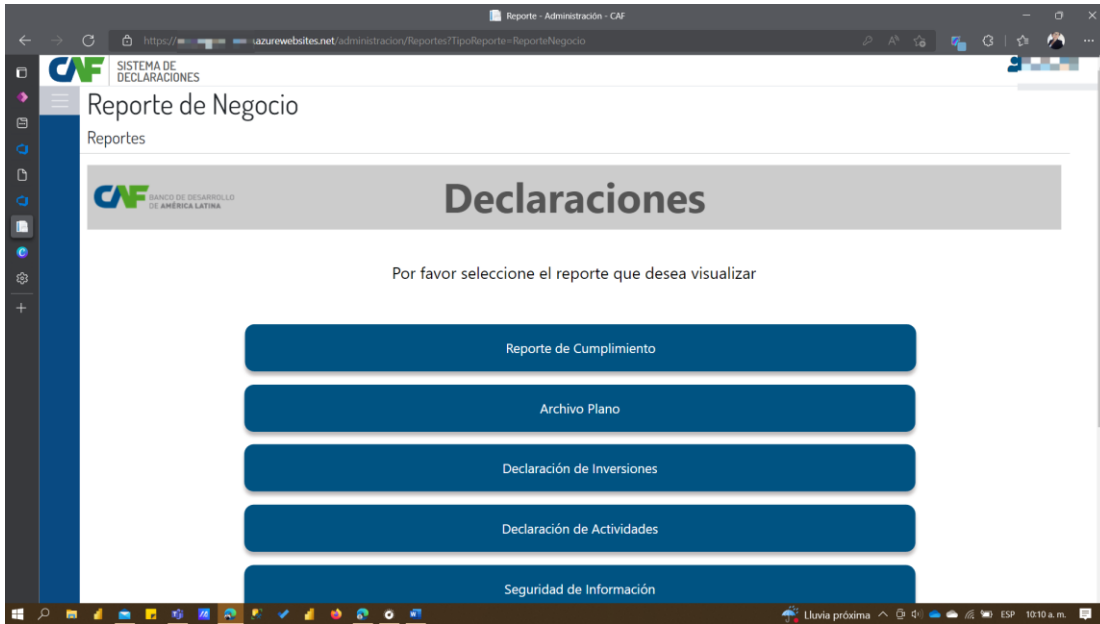 Reporte - Administración - CAF
https://
uazurewebsites.net/administracion/Reportes?TipoReporte=ReporteNegocio
CAF
SISTEMA DE
DECLARACIONES
Reporte de Negocio
Reportes
CAF
BANCO DE DESARROLLO
DE AMÉRICA LATINA
Declaraciones
Por favor seleccione el reporte que desea visualizar
Reporte de Cumplimiento
Archivo Plano
Declaración de Inversiones
Declaración de Actividades
Seguridad de Información
Lluvia próxima
ESP
10:10 a. m.